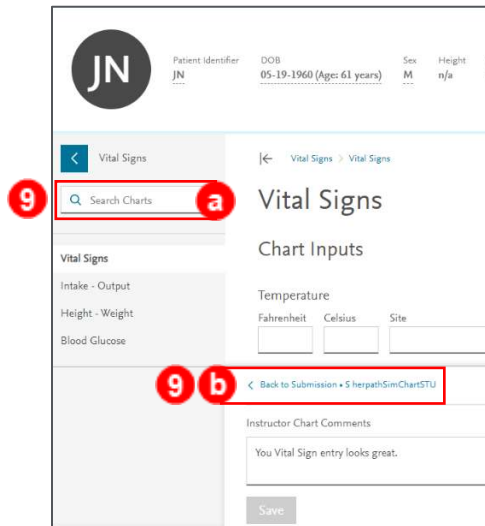 JN
Patient Identifier
JN
DOB
05-19-1960 (Age: 61 years)
Sex
M
Height
n/a
Vital Signs
9
Search Charts
a
Vital Signs
Intake - Output
Height - Weight
Blood Glucose
Vital Signs > Vital Signs
Vital Signs
Chart Inputs
Temperature
Fahrenheit Celsius Site
9 b
Back to Submission • S herpathSimChartSTU
Instructor Chart Comments
You Vital Sign entry looks great.
Save